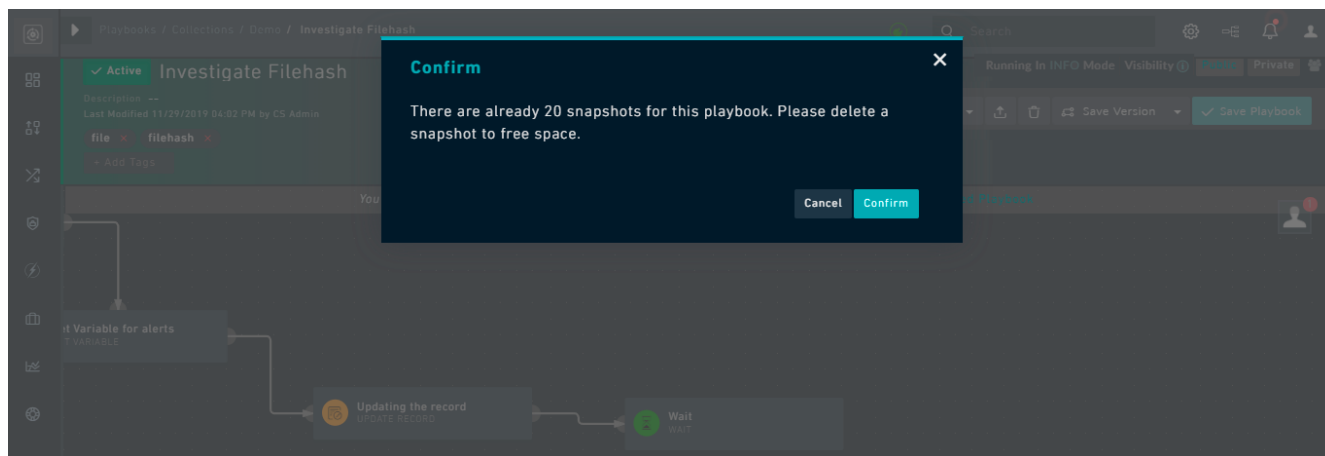 Playbooks / Collections / Demo / Investigate Filehash
Search
Active
Investigate Filehash
Description --
Last Modified 11/29/2019 04:02 PM by CS Admin
file
filehash
+ Add Tags
Running In INFO Mode Visibility
Private
Save Version
Save Playbook
Confirm
There are already 20 snapshots for this playbook. Please delete a
snapshot to free space.
Cancel
Confirm
You
Playbook
t Variable for alerts
T VARIABLE
Updating the record
UPDATE RECORD
Wait
WAIT